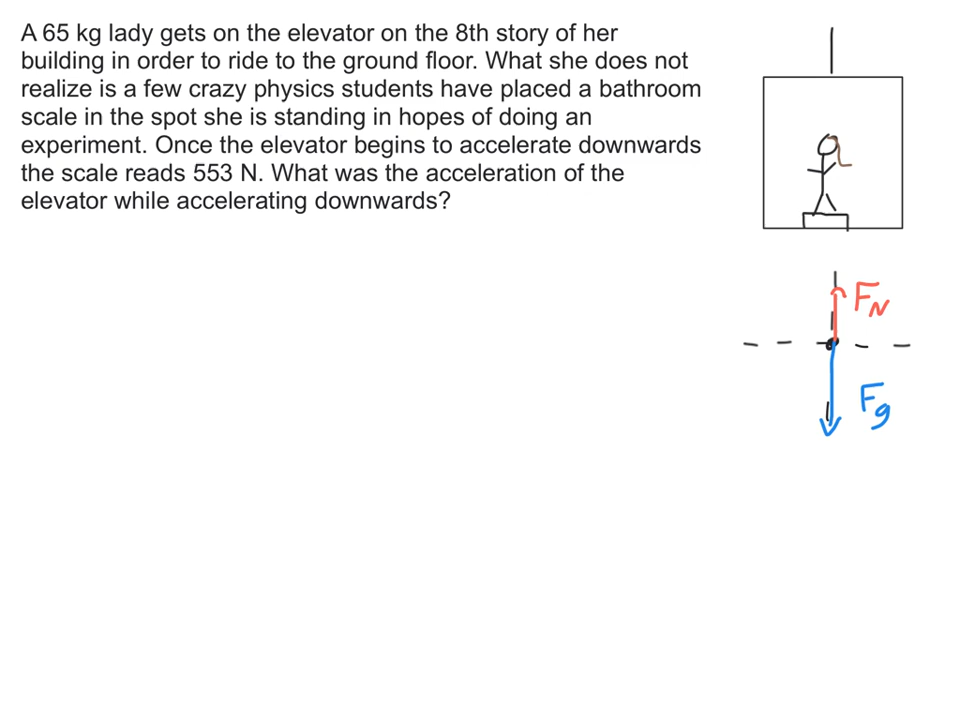 A 65 kg lady gets on the elevator on the 8th story of her
building in order to ride to the ground floor. What she does not
realize is a few crazy physics students have placed a bathroom
scale in the spot she is standing in hopes of doing an
experiment. Once the elevator begins to accelerate downwards
the scale reads 553 N. What was the acceleration of the
elevator while accelerating downwards?
FN
Fg